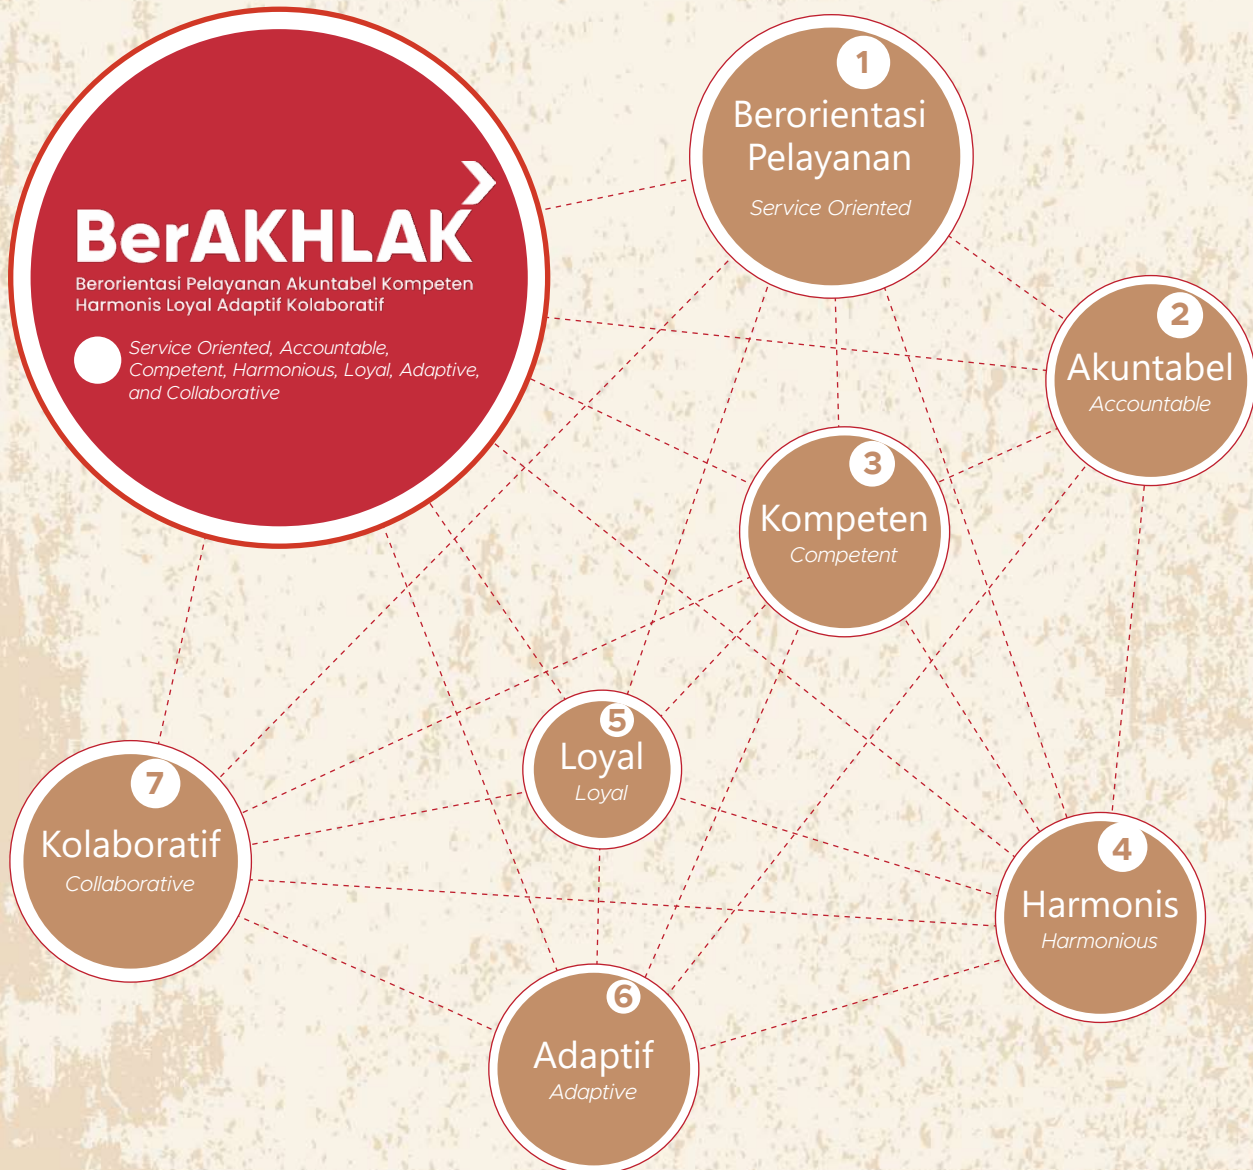 BerAKHLAK
Berorientasi Pelayanan Akuntabel Kompeten
Harmonis Loyal Adaptif Kolaboratif
Service Oriented, Accountable,
Competent, Harmonious, Loyal, Adaptive,
and Collaborative
1
Berorientasi
Pelayanan
Service Oriented
2
Akuntabel
Accountable
3
Kompeten
Competent
4
Harmonis
Harmonious
5
Loyal
Loyal
6
Adaptif
Adaptive
7
Kolaboratif
Collaborative